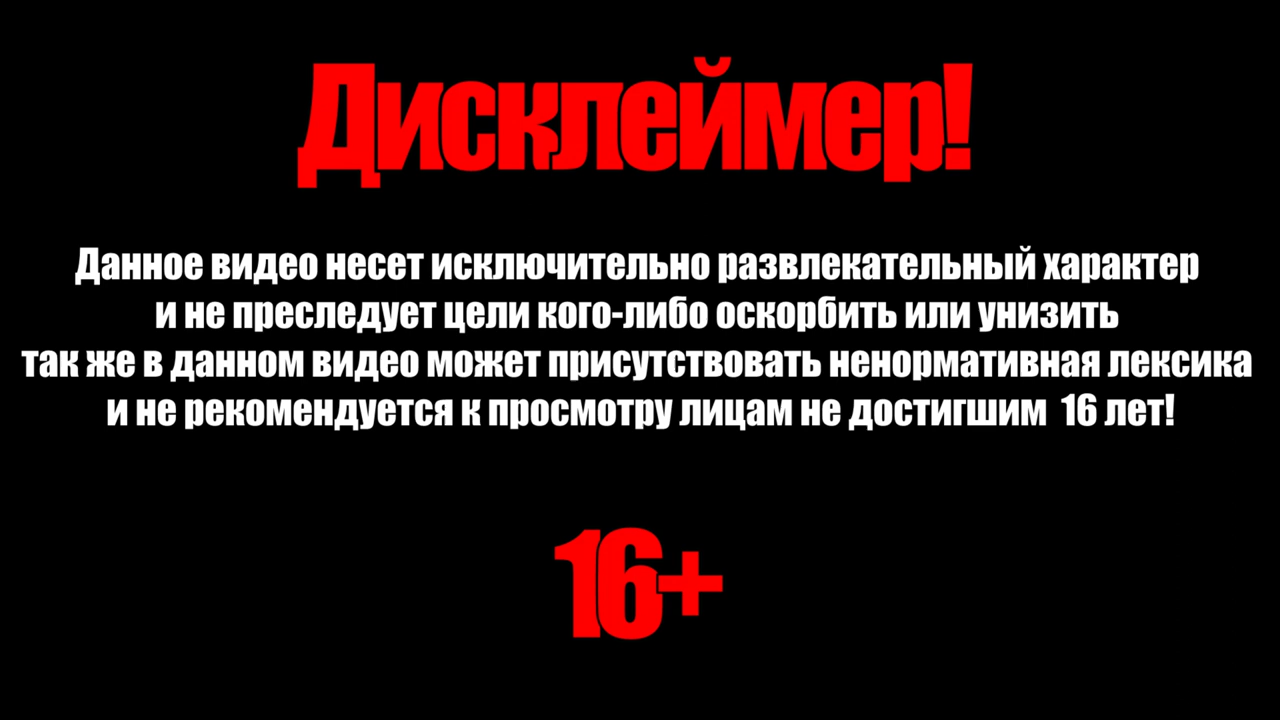 Дисклеймер!
Данное видео несет исключительно развлекательный характер
и не преследует цели кого-либо оскорбить или унизить
так же в данном видео может присутствовать ненормативная лексика
и не рекомендуется к просмотру лицам не достигшим 16 лет!
16+